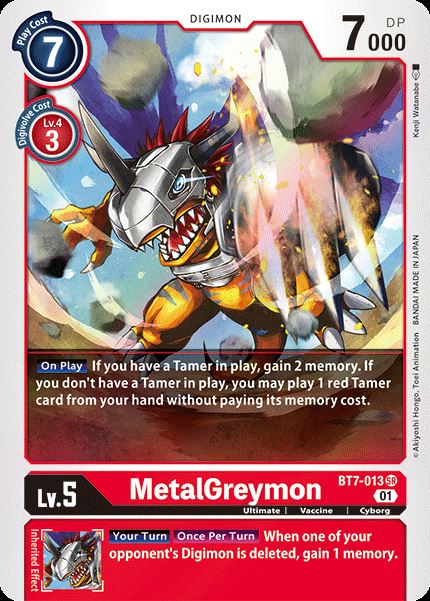 DIGIMON
Play Cost
7
7000
DP
Digivolve Cost
Lv.4
3
Kenji Watanabe
©Akiyoshi Hongo, Toei Animation BANDAI MADE IN JAPAN
On Play If you have a Tamer in play, gain 2 memory. If
you don't have a Tamer in play, you may play 1 red Tamer
card from your hand without paying its memory cost.
BT7-013 SR
Lv.5
MetalGreymon
01
Ultimate | Vaccine | Cyborg
Inherited Effect
Your Turn Once Per Turn When one of your
opponent's Digimon is deleted, gain 1 memory.